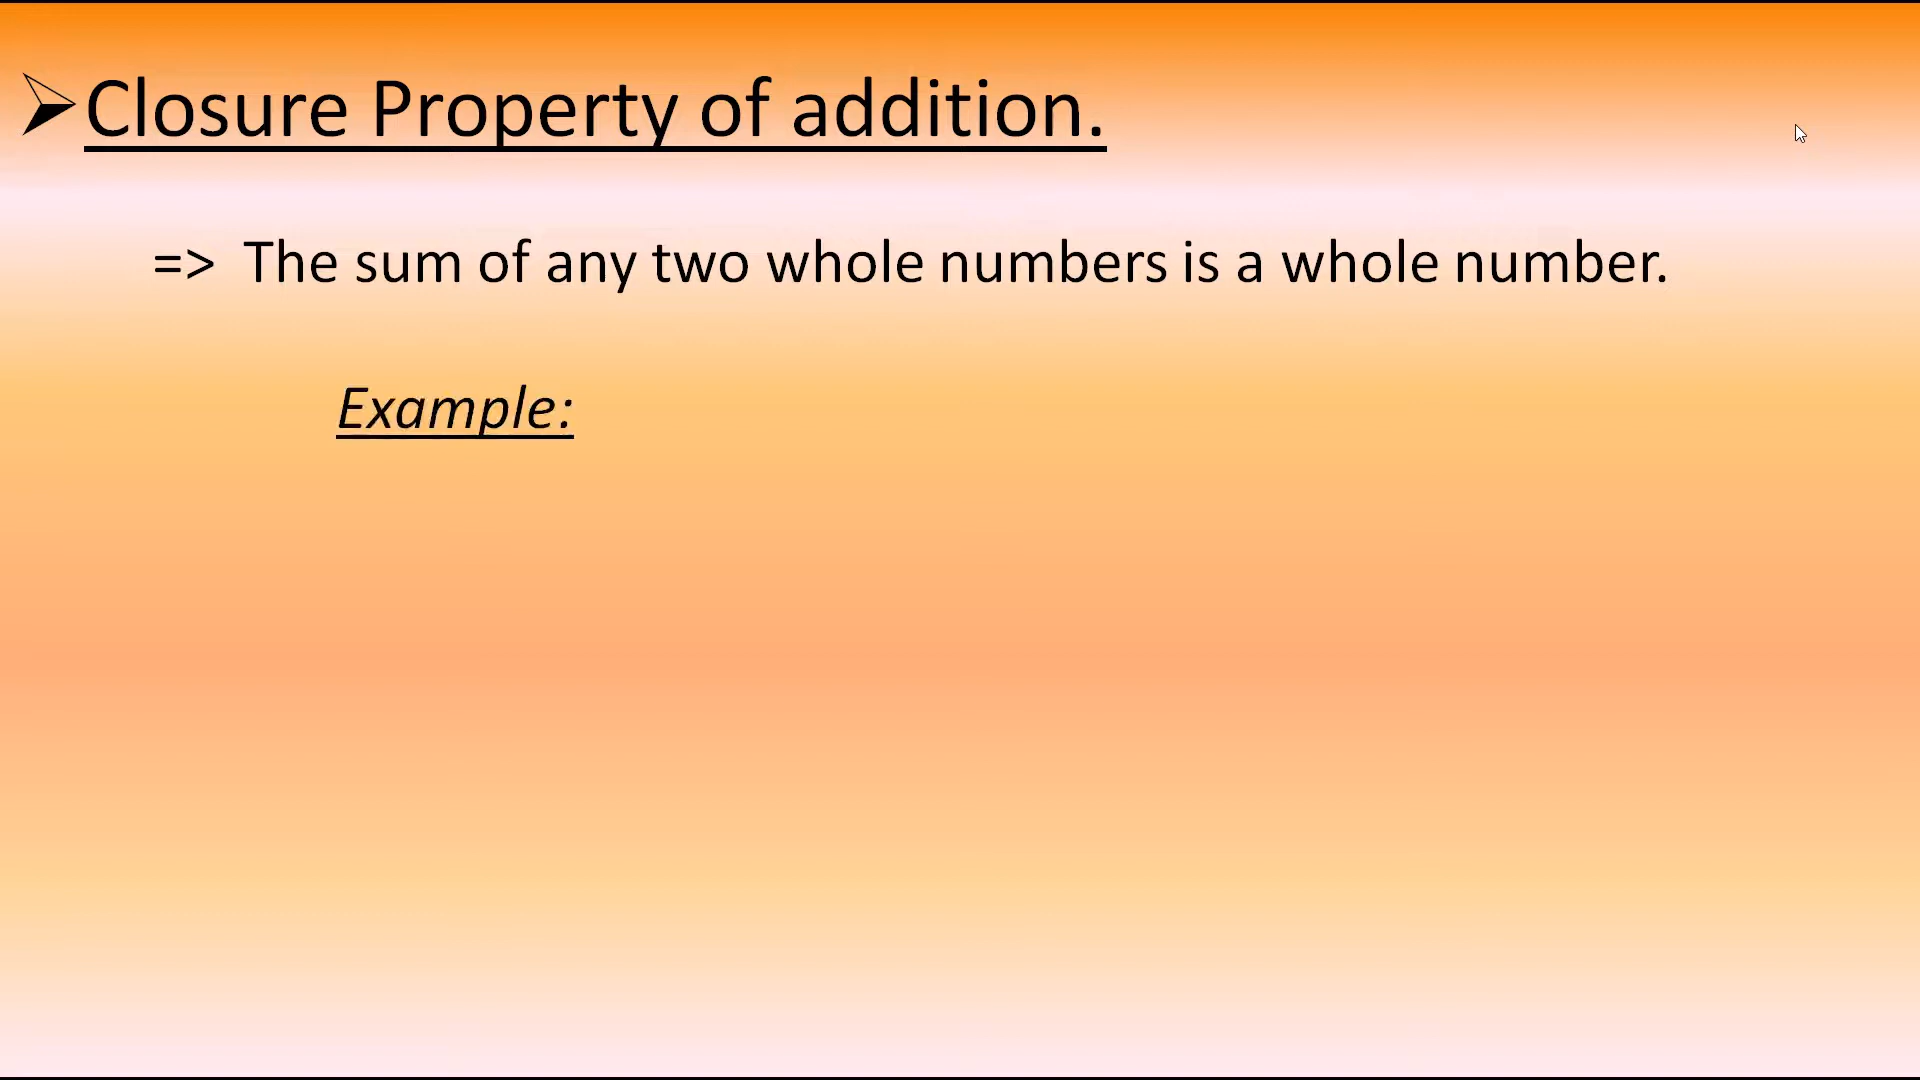 Closure Property of addition.
=> The sum of any two whole numbers is a whole number.
Example: